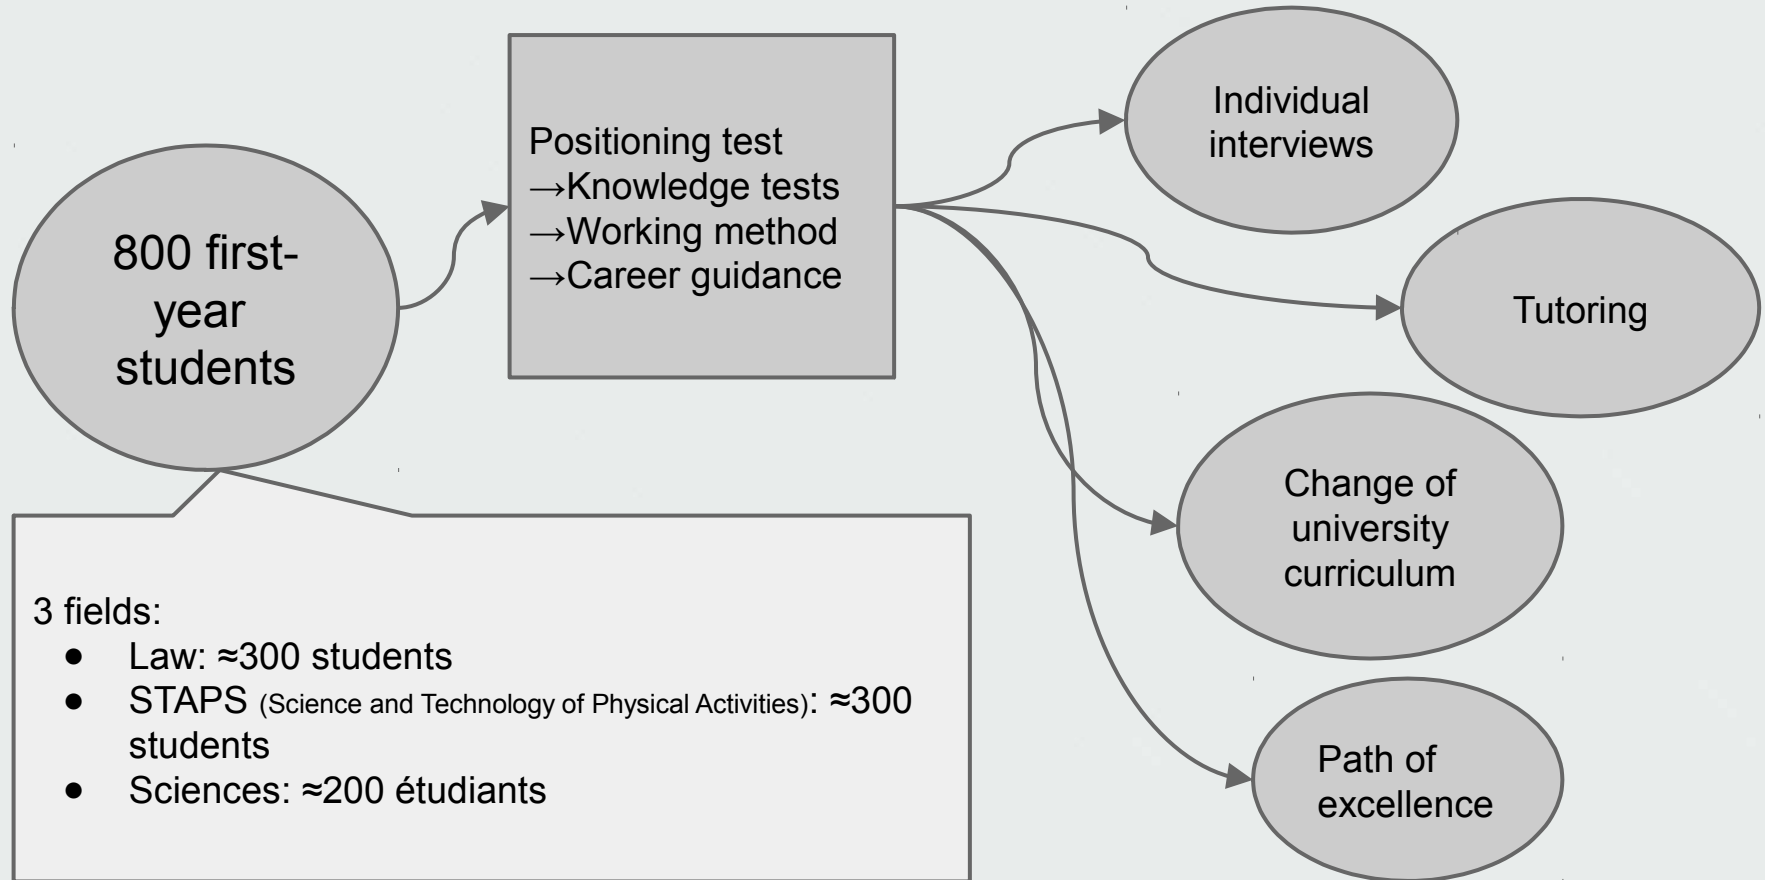 800 first-
year
students
Positioning test
→Knowledge tests
→Working method
→Career guidance
Individual
interviews
Tutoring
Change of
university
curriculum
Path of
excellence
3 fields:
● Law: ≈300 students
● STAPS (Science and Technology of Physical Activities): ≈300
students
● Sciences: ≈200 étudiants